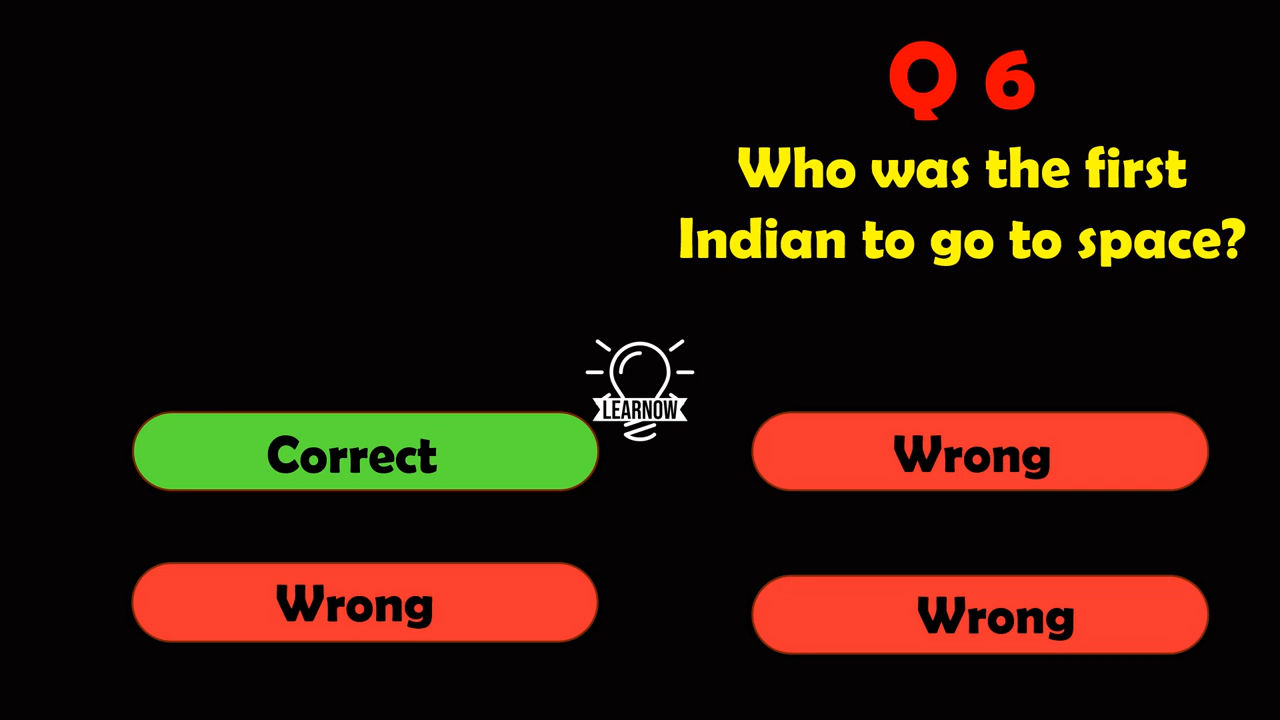 Q 6
Who was the first
Indian to go to space?
LEARNOW
Correct
Wrong
Wrong
Wrong